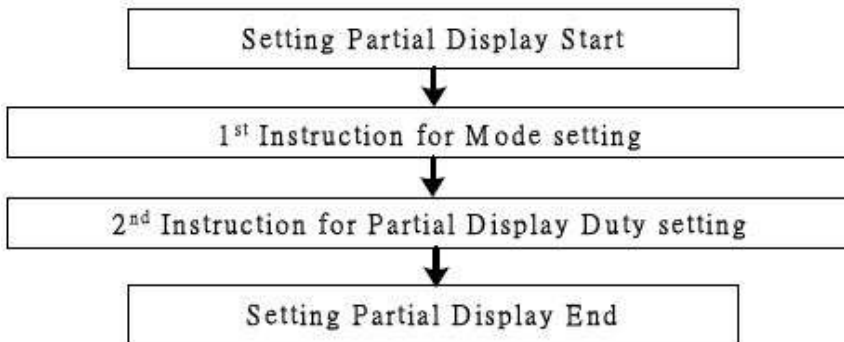 Setting Partial Display Start
1st Instruction for Mode setting
2nd Instruction for Partial Display Duty setting
Setting Partial Display End